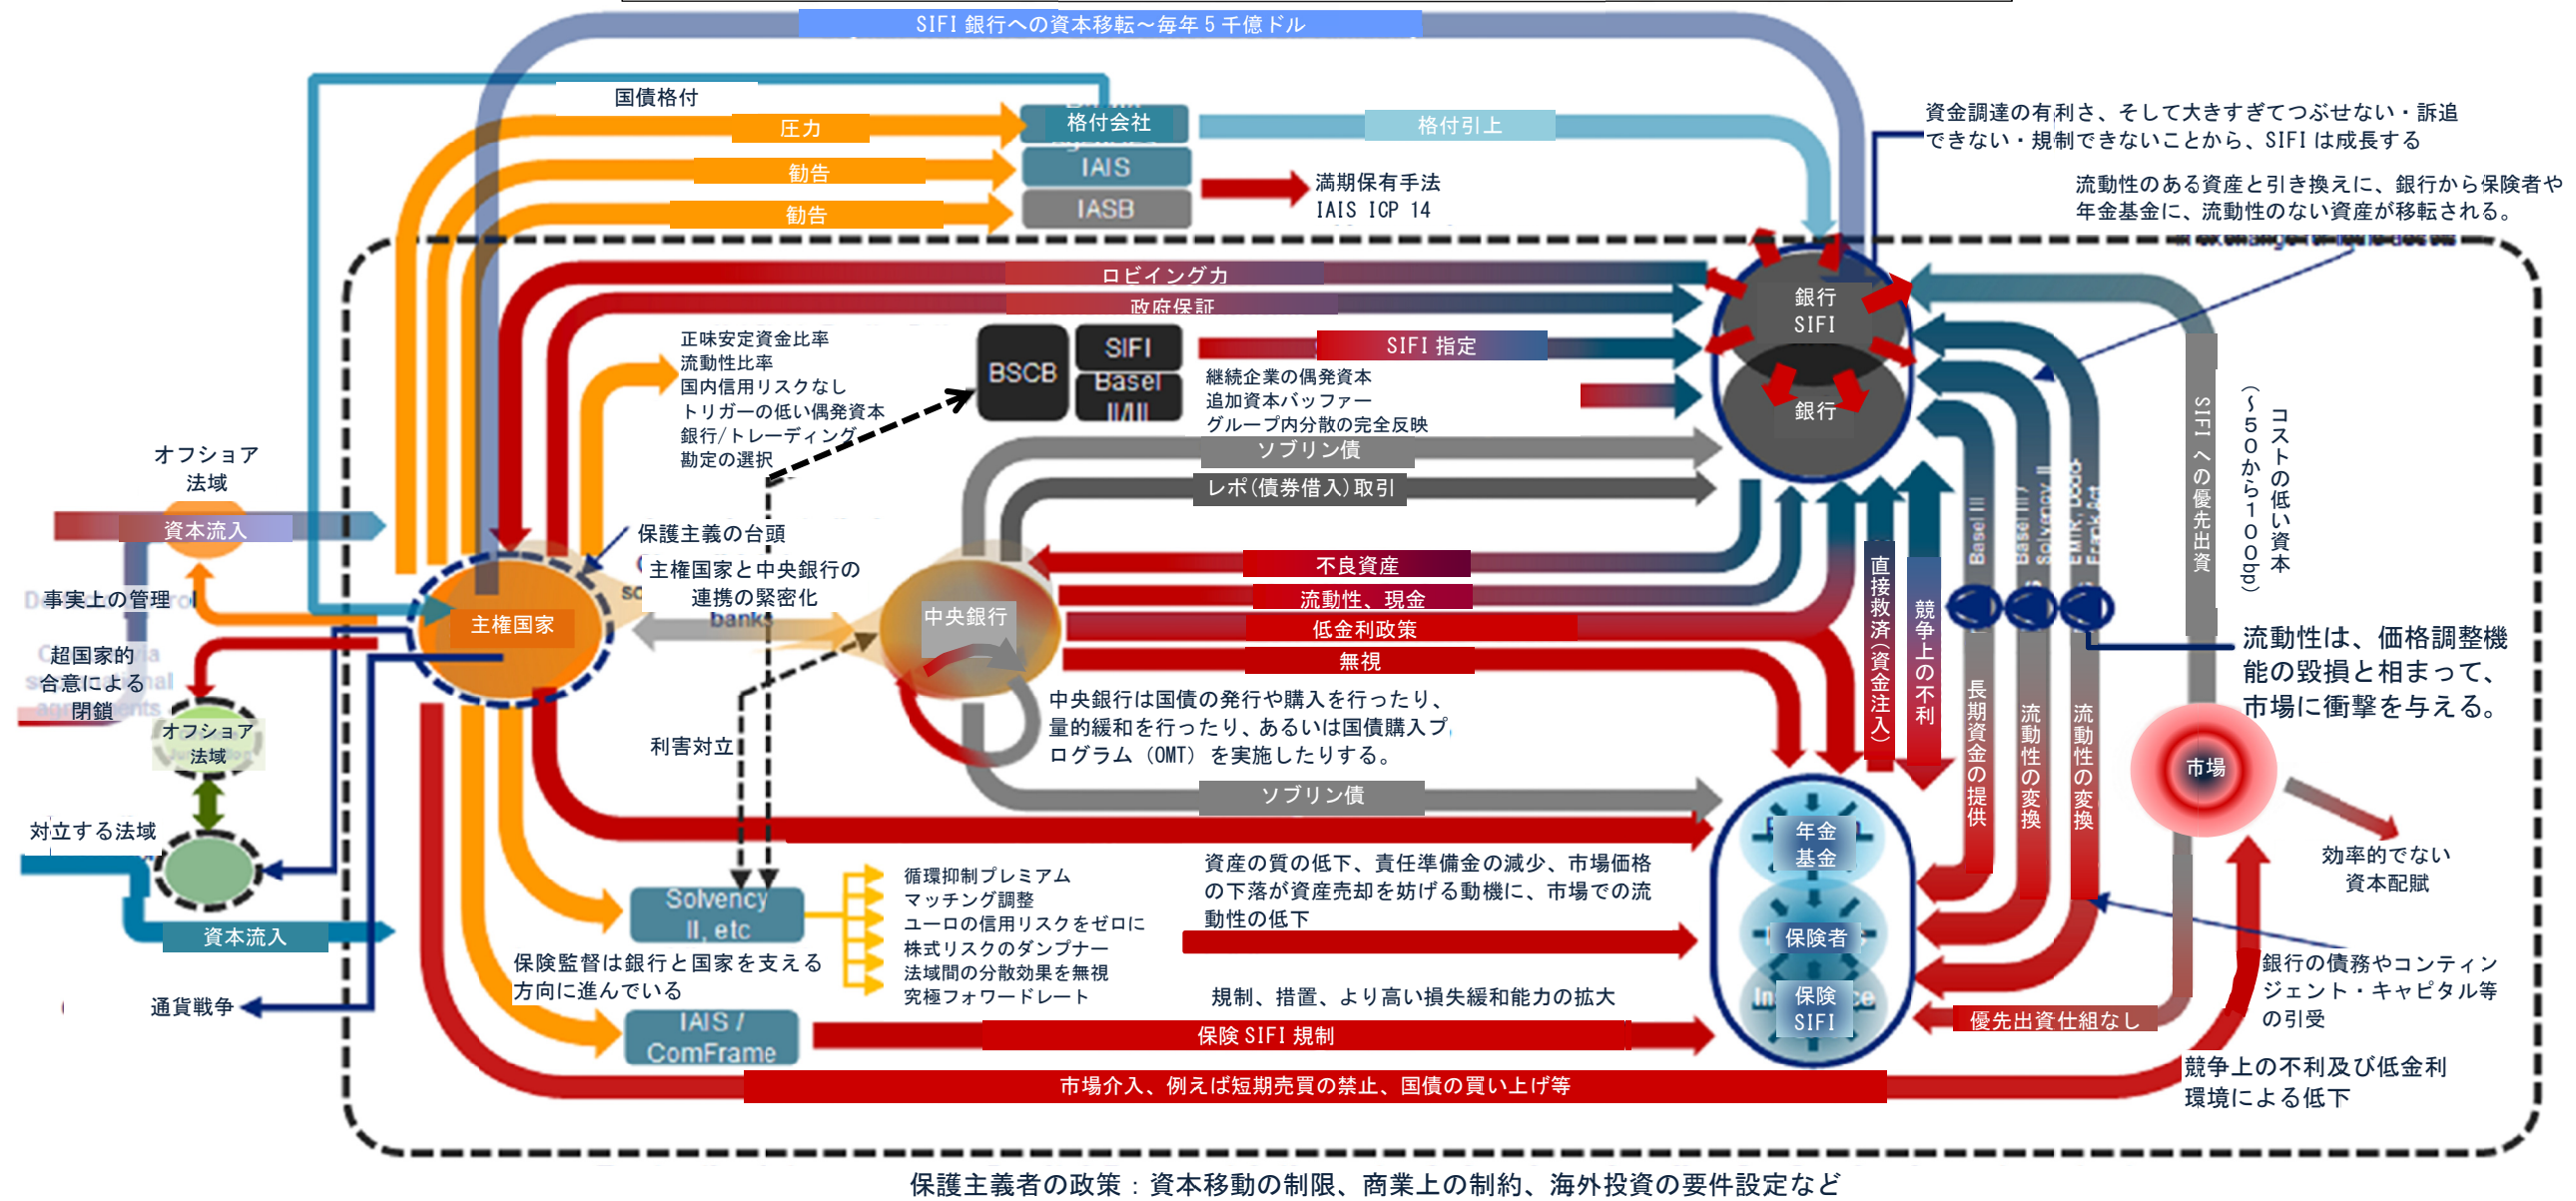 SIFI 銀行への資本移転～毎年5千億ドル
国債格付
圧力
格付会社
格付引上
勧告
IAIS
勧告
IASB
満期保有手法
IAIS ICP 14
資金調達の有利さ、そして大きすぎてつぶせない・訴追
できない・規制できないことから、SIFI は成長する
流動性のある資産と引き換えに、銀行から保険者や
年金基金に、流動性のない資産が移転される。
ロビイング力
政府保証
銀行
SIFI
銀行
正味安定資金比率
流動性比率
国内信用リスクなし
トリガーの低い偶発資本
銀行/トレーディング
勘定の選択
BSCB
SIFI
Basel
II/III
SIFI 指定
継続企業の偶発資本
追加資本バッファー
グループ内分散の完全反映
ソブリン債
レポ(債券借入)取引
SIFI への優先出資
コストの低い資本
(～50から100bp)
オフショア
法域
資本流入
事実上の管理
超国家的
合意による
閉鎖
オフショア
法域
対立する法域
資本流入
通貨戦争
保護主義の台頭
主権国家と中央銀行の
連携の緊密化
banks
主権国家
中央銀行
不良資産
流動性、現金
低金利政策
無視
直接救済(資金注入)
競争上の不利
Basel III
長期資金の提供
Basel III /
Solvency II
流動性の変換
EMIR, Dodd-
Frank Act
流動性の変換
流動性は、価格調整機
能の毀損と相まって、
市場に衝撃を与える。
中央銀行は国債の発行や購入を行ったり、
量的緩和を行ったり、あるいは国債購入プ
ログラム (OMT) を実施したりする。
利害対立
ソブリン債
市場
効率的でない
資本配賦
年金
基金
保険者
保険
SIFI
Solvency
II, etc
循環抑制プレミアム
マッチング調整
ユーロの信用リスクをゼロに
株式リスクのダンプナー
法域間の分散効果を無視
究極フォワードレート
資産の質の低下、責任準備金の減少、市場価格
の下落が資産売却を妨げる動機に、市場での流
動性の低下
保険監督は銀行と国家を支える
方向に進んでいる
規制、措置、より高い損失緩和能力の拡大
IAIS /
ComFrame
保険 SIFI 規制
優先出資仕組なし
銀行の債務やコンティン
ジェント・キャピタル等
の引受
市場介入、例えば短期売買の禁止、国債の買い上げ等
競争上の不利及び低金利
環境による低下
保護主義者の政策：資本移動の制限、商業上の制約、海外投資の要件設定など